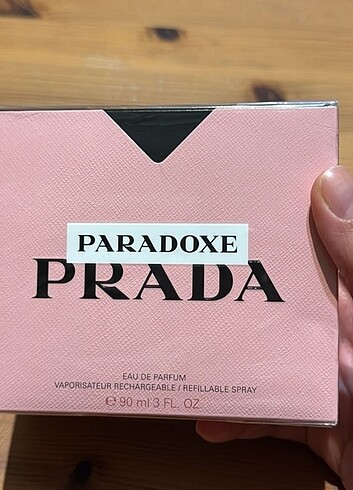 PARADOXE
PRADA
EAU DE PARFUM
VAPORISATEUR RECHARGEABLE / REFILLABLE SPRAY
℮ 90 ml 3 FL. OZ